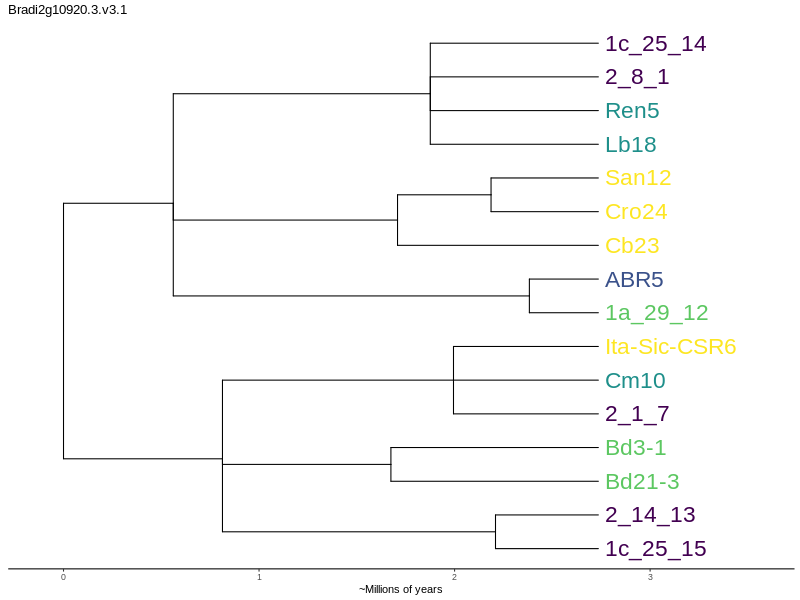 Bradi2g10920.3.v3.1
1c_25_14
2_8_1
Ren5
Lb18
San12
Cro24
Cb23
ABR5
1a_29_12
Ita-Sic-CSR6
Cm10
2_1_7
Bd3-1
Bd21-3
2_14_13
1c_25_15
0 1 2 3
~Millions of years